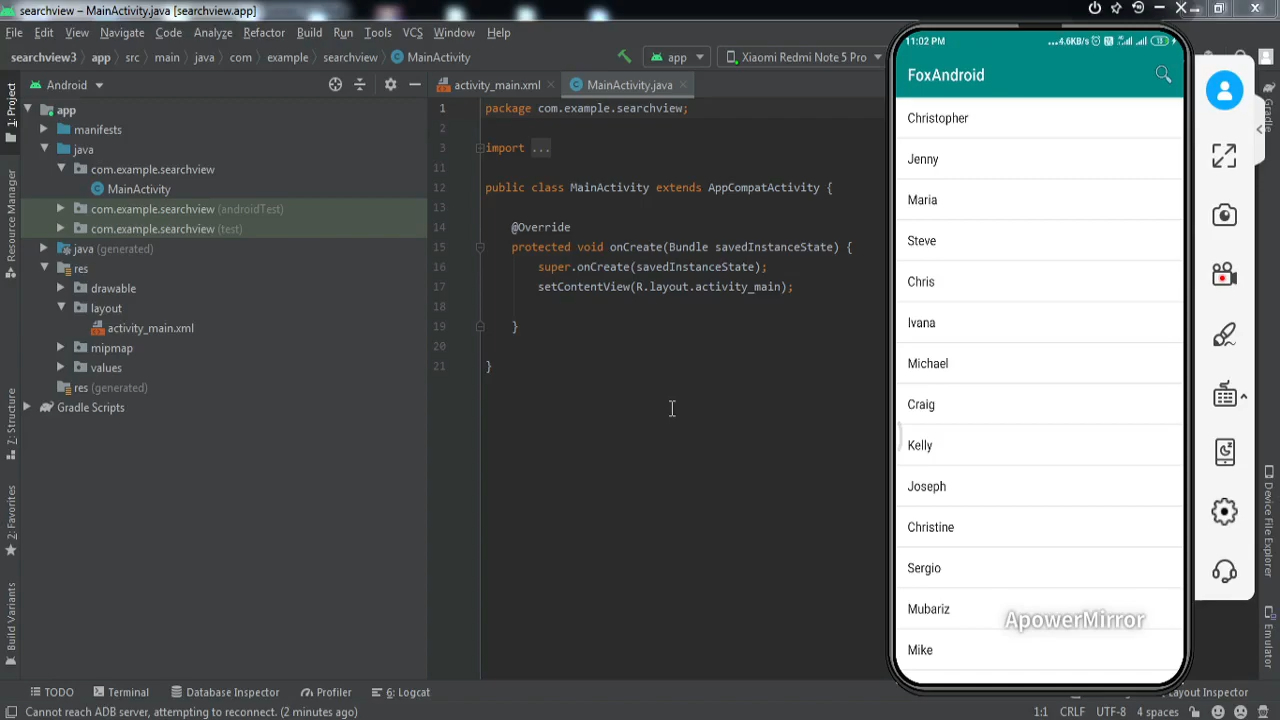 searchview – MainActivity.java [searchview.app]
File Edit View Navigate Code Analyze Refactor Build Run Tools VCS Window Help
searchview3 app src main java com example searchview MainActivity
app
Xiaomi Redmi Note 5 Pro
Android
activity_main.xml
MainActivity.java
1: Project
Resource Manager
7: Structure
2: Favorites
Build Variants
app
manifests
java
com.example.searchview
MainActivity
com.example.searchview (androidTest)
com.example.searchview (test)
java (generated)
res
drawable
layout
activity_main.xml
mipmap
values
res (generated)
Gradle Scripts
1 package com.example.searchview;
2
3 import ...
11
12 public class MainActivity extends AppCompatActivity {
13
14 @Override
15 protected void onCreate(Bundle savedInstanceState) {
16 super.onCreate(savedInstanceState);
17 setContentView(R.layout.activity_main);
18
19 }
20
21 }
11:02 PM
...4.6KB/s
FoxAndroid
Christopher
Jenny
Maria
Steve
Chris
Ivana
Michael
Craig
Kelly
Joseph
Christine
Sergio
Mubariz
Mike
ApowerMirror
Gradle
Device File Explorer
Emulator
TODO Terminal Database Inspector Profiler 6: Logcat
Layout Inspector
Cannot reach ADB server, attempting to reconnect. (2 minutes ago)
1:1 CRLF UTF-8 4 spaces